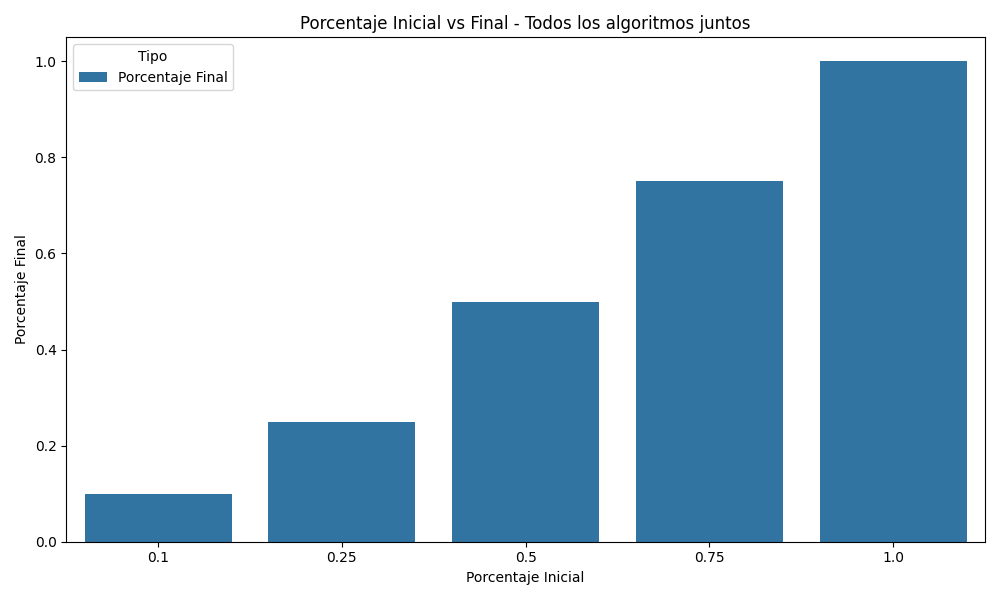 Porcentaje Inicial vs Final - Todos los algoritmos juntos
Tipo
Porcentaje Final
Porcentaje Final
1.0
0.8
0.6
0.4
0.2
0.0
0.1 0.25 0.5 0.75 1.0
Porcentaje Inicial